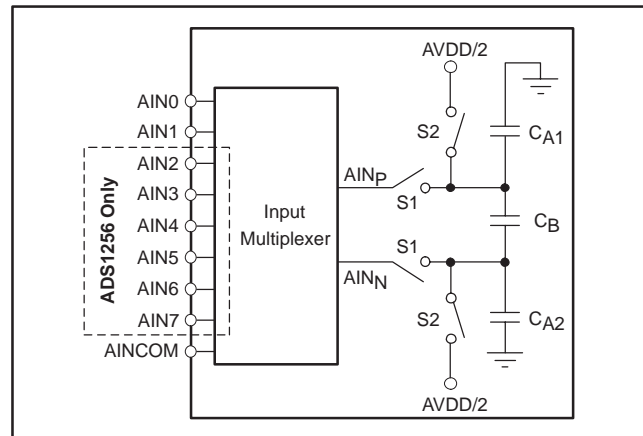 AVDD/2
AIN0
AIN1
AIN2
AIN3
AIN4
AIN5
AIN6
AIN7
AINCOM
ADS1256 Only
Input
Multiplexer
AINP
AINN
S1
S1
S2
S2
CA1
CB
CA2
AVDD/2